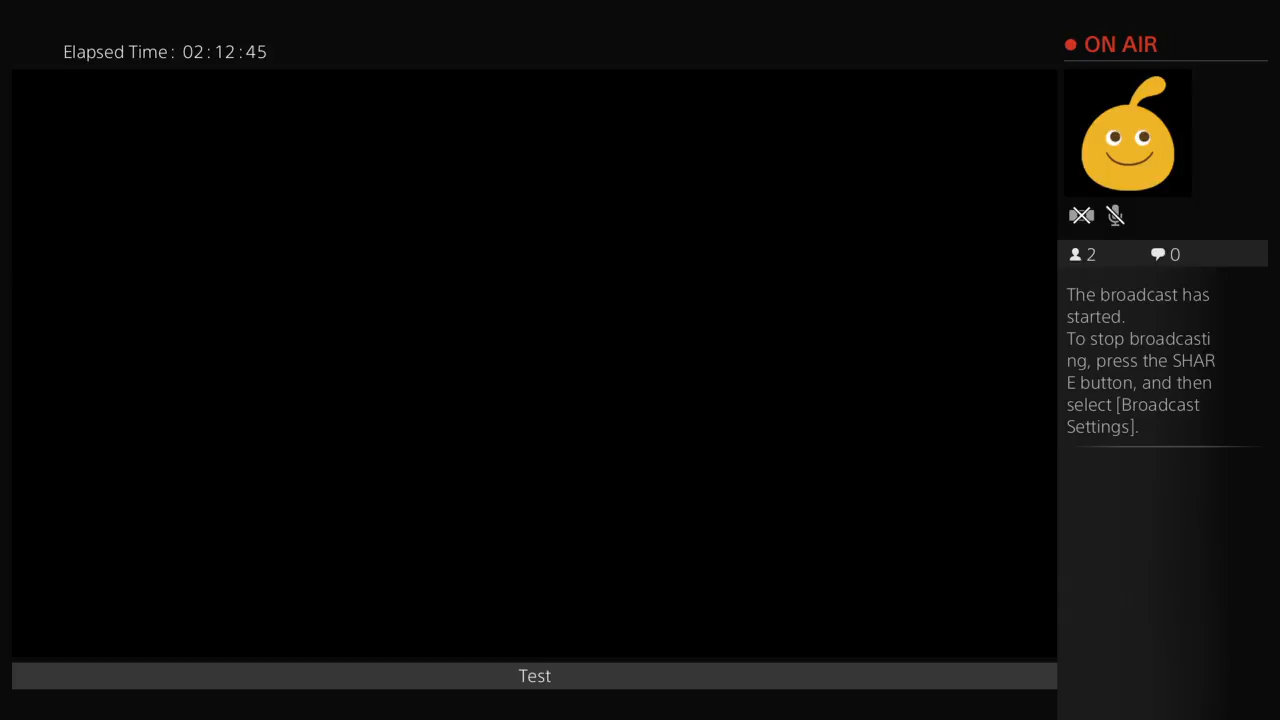 Elapsed Time: 02:12:45
ON AIR
2
0
The broadcast has
started.
To stop broadcasti
ng, press the SHAR
E button, and then
select [Broadcast
Settings].
Test